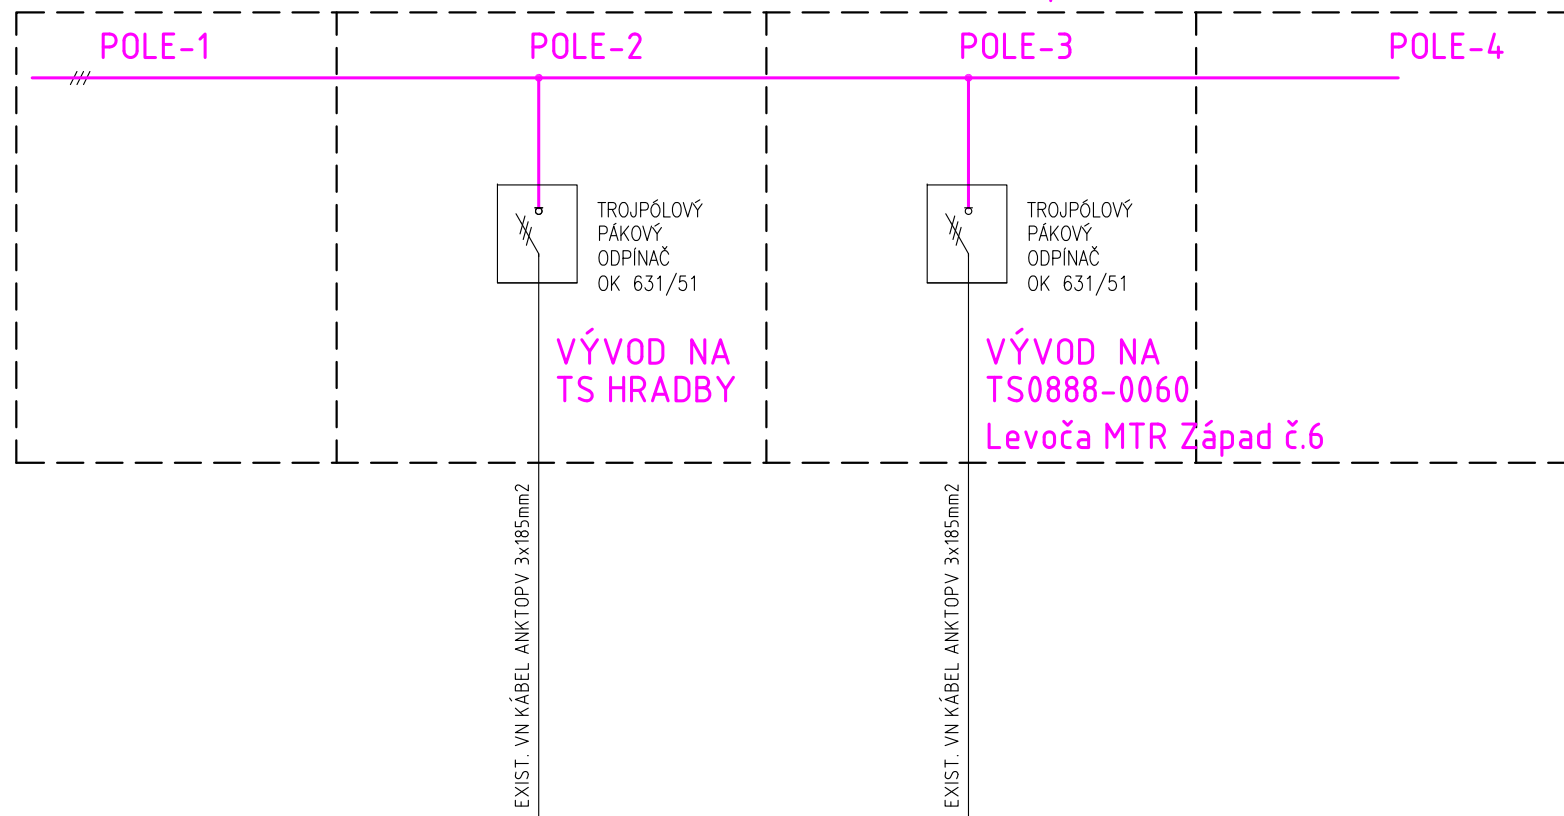 POLE-1
POLE-2
POLE-3
POLE-4
TROJPÓLOVÝ
PÁKOVÝ
ODPÍNAČ
OK 631/51
TROJPÓLOVÝ
PÁKOVÝ
ODPÍNAČ
OK 631/51
VÝVOD NA
TS HRADBY
VÝVOD NA
TS0888-0060
Levoča MTR Západ č.6
EXIST. VN KÁBEL ANKTOPV 3x185mm2
EXIST. VN KÁBEL ANKTOPV 3x185mm2